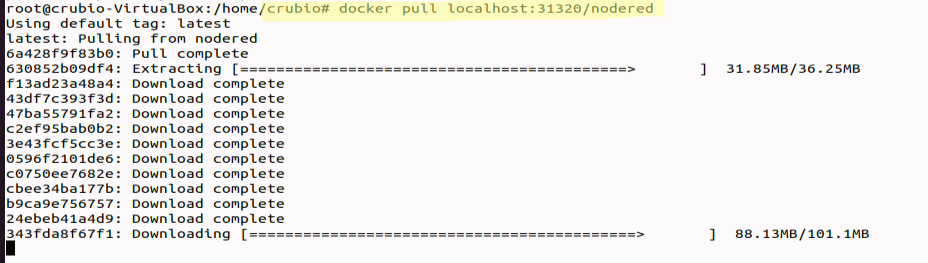 root@crubio-VirtualBox:/home/crubio# docker pull localhost:31320/nodered
Using default tag: latest
latest: Pulling from nodered
6a428f9f83b0: Pull complete
630852b09df4: Extracting [===========================================>       ]  31.85MB/36.25MB
f13ad23a48a4: Download complete
43df7c393f3d: Download complete
47ba55791fa2: Download complete
c2ef95bab0b2: Download complete
3e43fcf5cc3e: Download complete
0596f2101de6: Download complete
c0750ee7682e: Download complete
cbee34ba177b: Download complete
b9ca9e756757: Download complete
24ebeb41a4d9: Download complete
343fda8f67f1: Downloading [===========================================>       ]  88.13MB/101.1MB